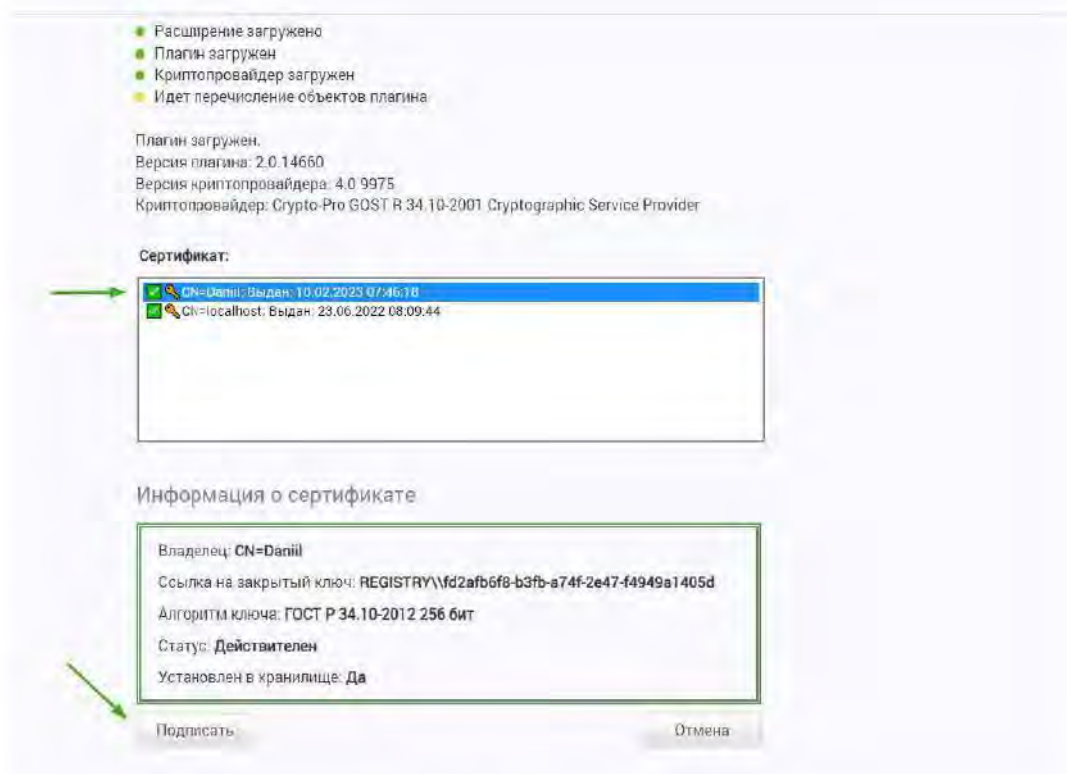 Расширение загружено
Плагин загружен
Криптопровайдер загружен
Идет перечисление объектов плагина
Плагин загружен.
Версия плагина: 2.0.14660
Версия криптопровайдера: 4.0.9975
Криптопровайдер: Crypto-Pro GOST R 34.10-2001 Cryptographic Service Provider
Сертификат:
CN=Daniil; Выдан: 10.02.2023 07:46:18
CN=localhost; Выдан: 23.06.2022 08:09:44
Информация о сертификате
Владелец: CN=Daniil
Ссылка на закрытый ключ: REGISTRY\\fd2afb6f8-b3fb-a74f-2e47-f4949a1405d
Алгоритм ключа: ГОСТ Р 34.10-2012 256 бит
Статус: Действителен
Установлен в хранилище: Да
Подписать
Отмена